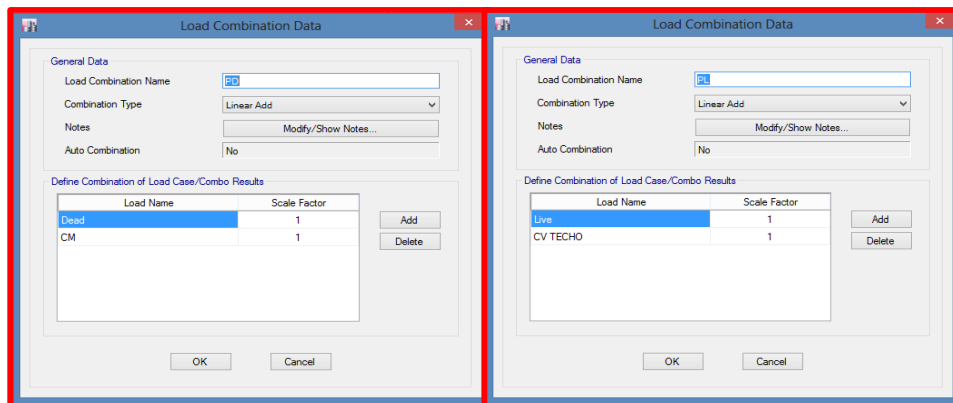 Load Combination Data
General Data
Load Combination Name PD
Combination Type Linear Add
Notes Modify/Show Notes...
Auto Combination No
Define Combination of Load Case/Combo Results
Load Name Scale Factor
Dead 1 Add
CM 1 Delete
OK Cancel
Load Combination Data
General Data
Load Combination Name PL
Combination Type Linear Add
Notes Modify/Show Notes...
Auto Combination No
Define Combination of Load Case/Combo Results
Load Name Scale Factor
Live 1 Add
CV TECHO 1 Delete
OK Cancel